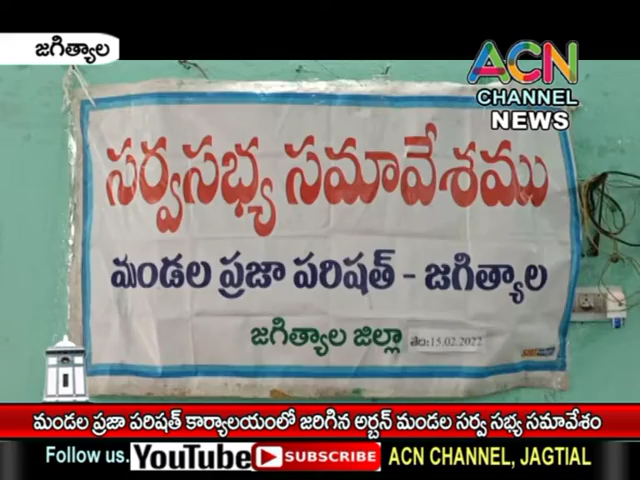 జగిత్యాల
ACN
CHANNEL
NEWS
సర్వసభ్య సమావేశము
మండల ప్రజా పరిషత్ - జగిత్యాల
జగిత్యాల జిల్లా తేది:15.02.2022
మండల ప్రజా పరిషత్ కార్యాలయంలో జరిగిన అర్బన్ మండల సర్వ సభ్య సమావేశం
Follow us. YouTube SUBSCRIBE ACN CHANNEL, JAGTIAL